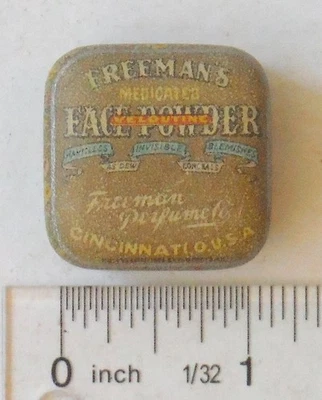 FREEMAN'S
MEDICATED
FACE POWDER
VELOUTINE
HARMLESS INVISIBLE BLEMISHES
AS DEW CONCEALS
Freeman
Perfume Co
CINCINNATI, O. U.S.A
0 inch 1/32 1